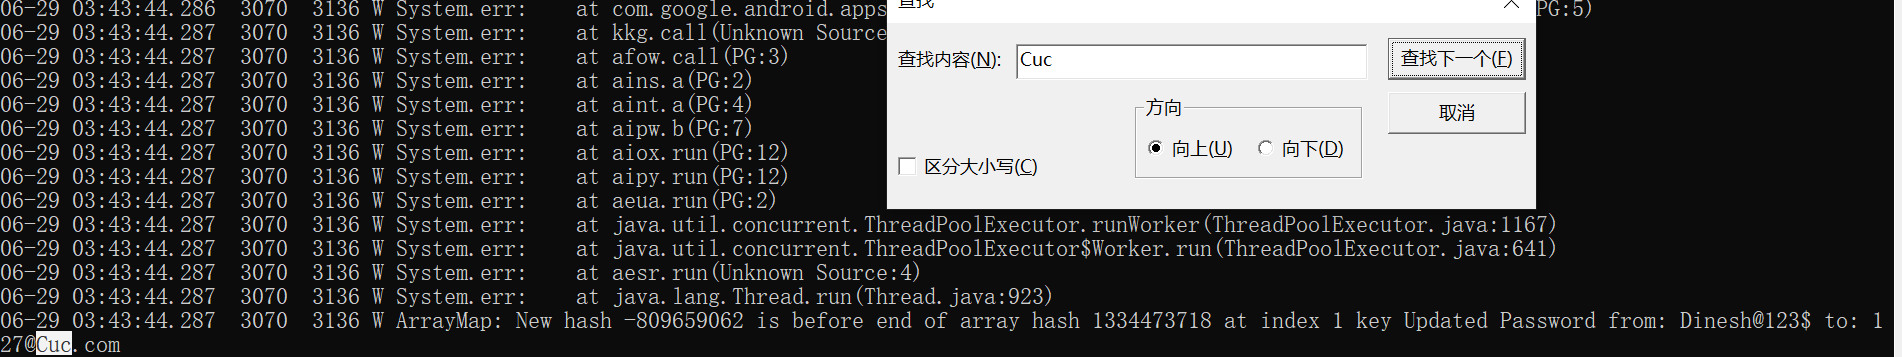 06-29 03:43:44.286  3070  3136 W System.err:    at com.google.android.apps
PG:5)
06-29 03:43:44.287  3070  3136 W System.err:    at kkg.call(Unknown Source
06-29 03:43:44.287  3070  3136 W System.err:    at afow.call(PG:3)
06-29 03:43:44.287  3070  3136 W System.err:    at ains.a(PG:2)
06-29 03:43:44.287  3070  3136 W System.err:    at aint.a(PG:4)
06-29 03:43:44.287  3070  3136 W System.err:    at aipw.b(PG:7)
06-29 03:43:44.287  3070  3136 W System.err:    at aiox.run(PG:12)
06-29 03:43:44.287  3070  3136 W System.err:    at aipy.run(PG:12)
06-29 03:43:44.287  3070  3136 W System.err:    at aeua.run(PG:2)
06-29 03:43:44.287  3070  3136 W System.err:    at java.util.concurrent.ThreadPoolExecutor.runWorker(ThreadPoolExecutor.java:1167)
06-29 03:43:44.287  3070  3136 W System.err:    at java.util.concurrent.ThreadPoolExecutor$Worker.run(ThreadPoolExecutor.java:641)
06-29 03:43:44.287  3070  3136 W System.err:    at aesr.run(Unknown Source:4)
06-29 03:43:44.287  3070  3136 W System.err:    at java.lang.Thread.run(Thread.java:923)
06-29 03:43:44.287  3070  3136 W ArrayMap: New hash -809659062 is before end of array hash 1334473718 at index 1 key Updated Password from: Dinesh@123$ to: 1
27@Cuc.com
查找
查找内容(N): Cuc
查找下一个(F)
方向
取消
向上(U) 向下(D)
区分大小写(C)